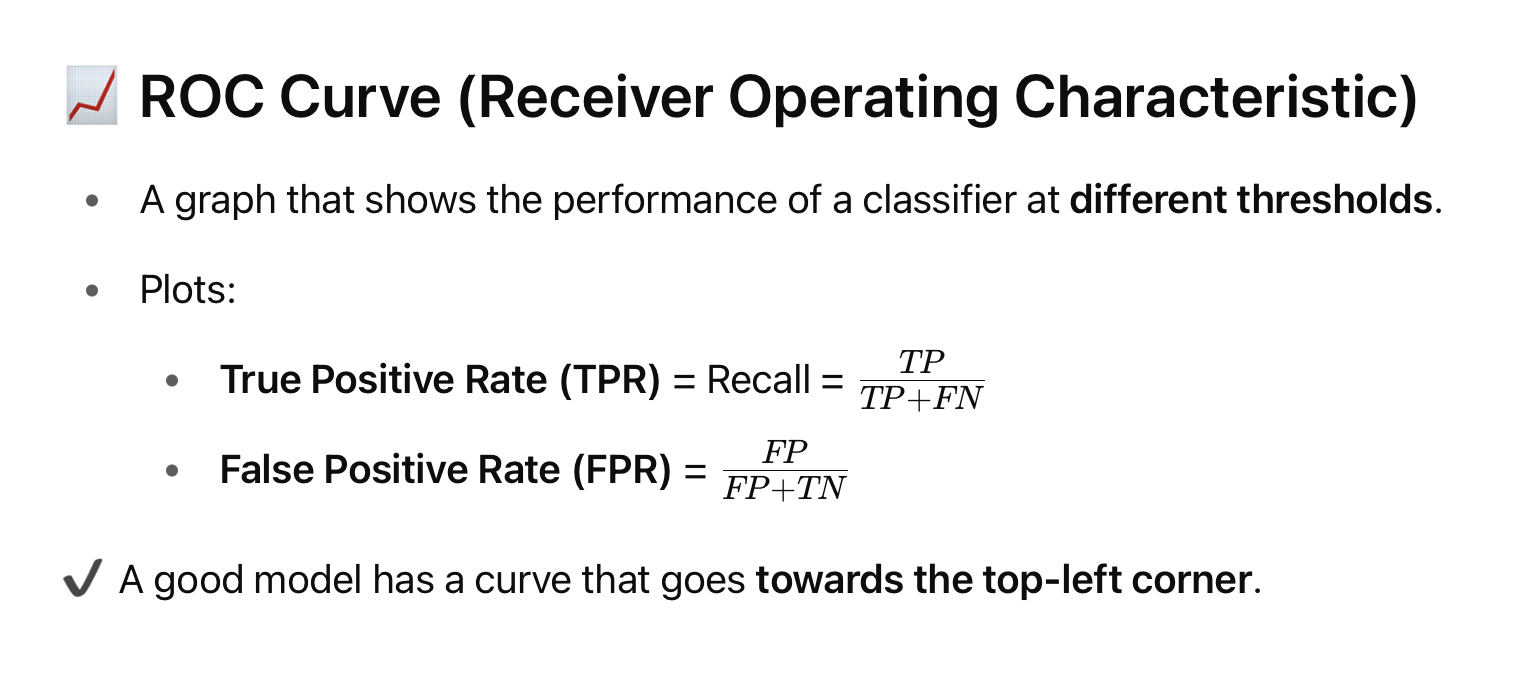 📈 ROC Curve (Receiver Operating Characteristic)
• A graph that shows the performance of a classifier at different thresholds.
• Plots:
• True Positive Rate (TPR) = Recall = \frac{TP}{TP+FN}
• False Positive Rate (FPR) = \frac{FP}{FP+TN}
✔ A good model has a curve that goes towards the top-left corner.